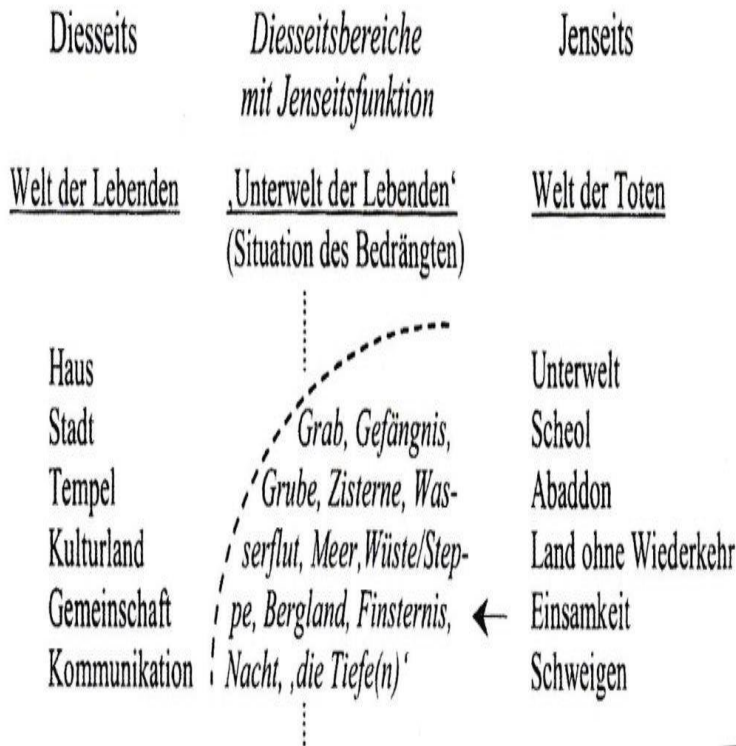 Diesseits
Diesseitsbereiche
mit Jenseitsfunktion
Jenseits
Welt der Lebenden
‚Unterwelt der Lebenden‘
(Situation des Bedrängten)
Welt der Toten
Haus
Stadt
Tempel
Kulturland
Gemeinschaft
Kommunikation
Grab, Gefängnis,
Grube, Zisterne, Was-
serflut, Meer,Wüste/Step-
pe, Bergland, Finsternis,
Nacht, ‚die Tiefe(n)‘
Unterwelt
Scheol
Abaddon
Land ohne Wiederkehr
Einsamkeit
Schweigen